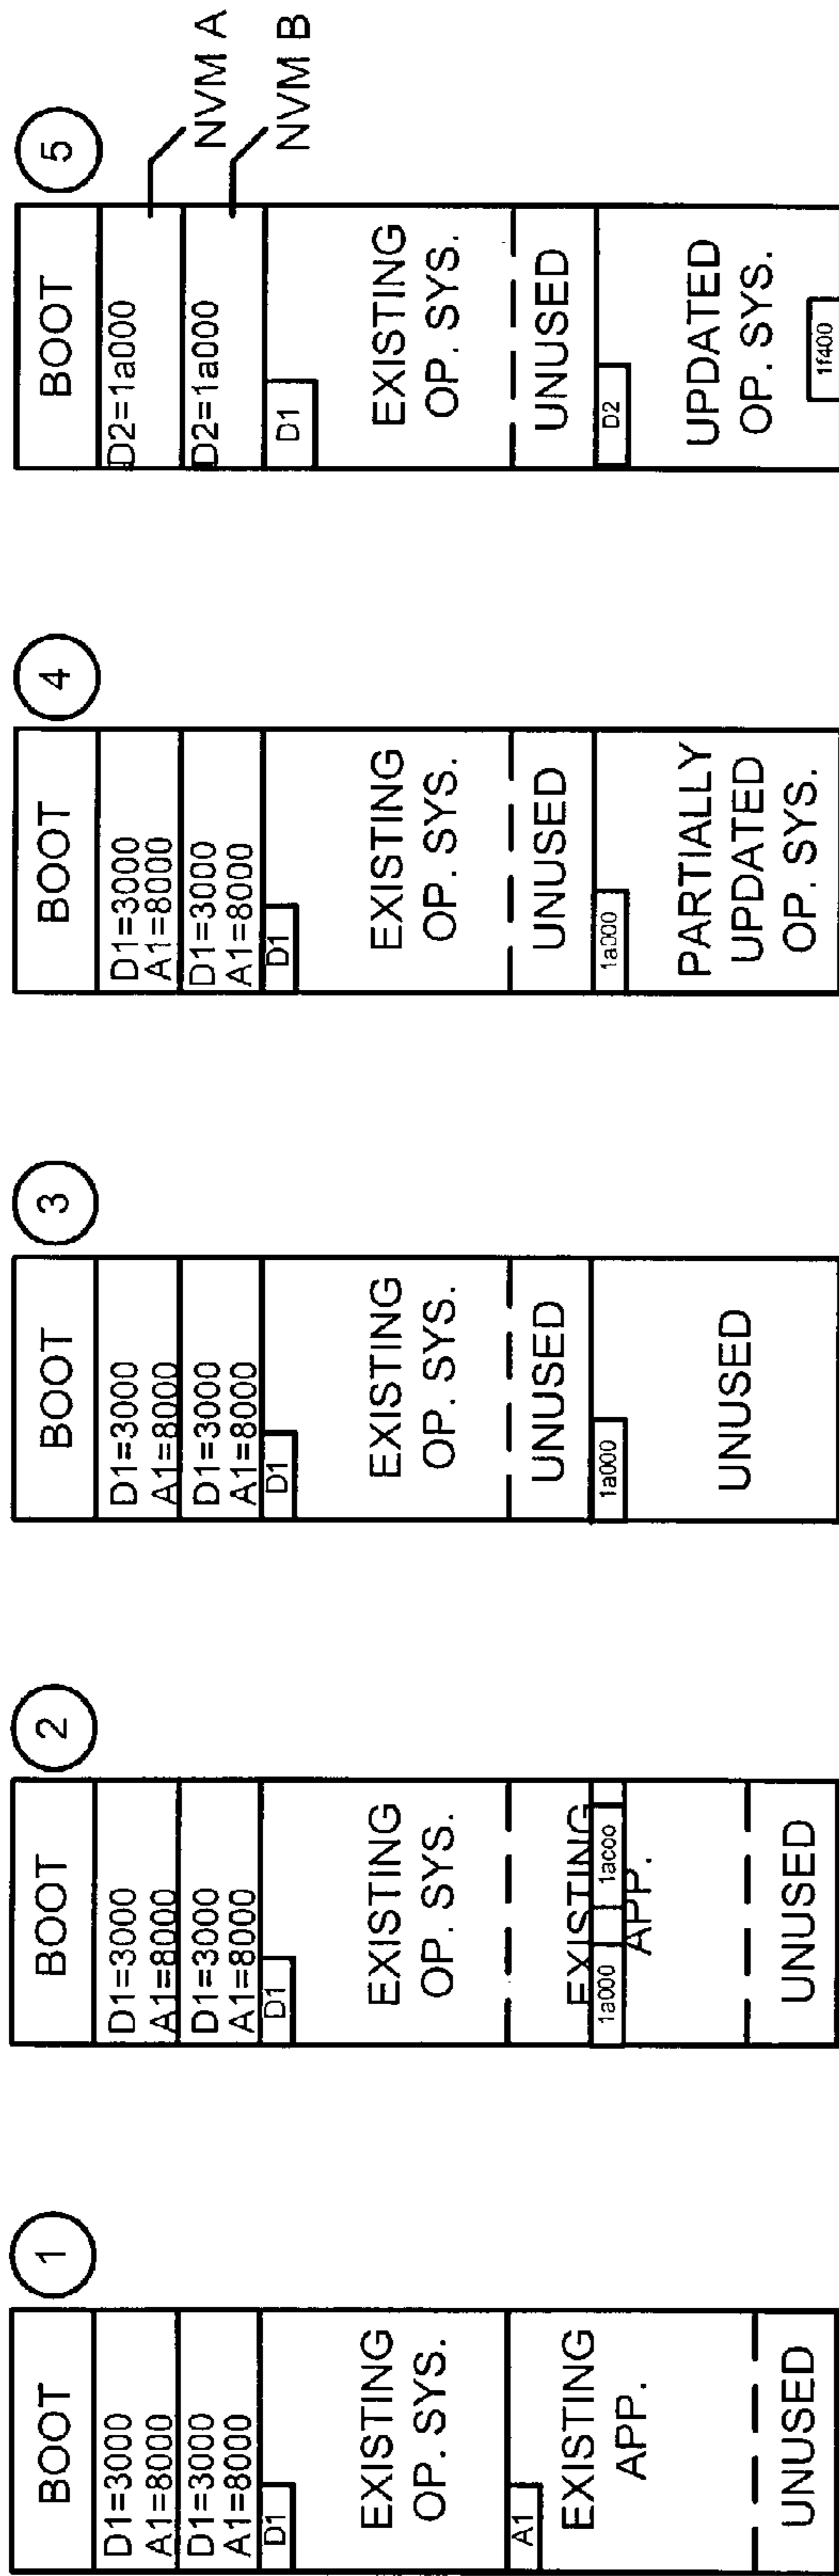 1
BOOT
D1=3000
A1=8000
D1=3000
A1=8000
D1
EXISTING
OP. SYS.
A1
EXISTING
APP.
UNUSED
2
BOOT
D1=3000
A1=8000
D1=3000
A1=8000
D1
EXISTING
OP. SYS.
EXISTING
1a000
1acoo
APP.
UNUSED
3
BOOT
D1=3000
A1=8000
D1=3000
A1=8000
D1
EXISTING
OP. SYS.
UNUSED
1a000
UNUSED
4
BOOT
D1=3000
A1=8000
D1=3000
A1=8000
D1
EXISTING
OP. SYS.
UNUSED
1a000
PARTIALLY
UPDATED
OP. SYS.
5
BOOT
D2=1a000
NVM A
D2=1a000
NVM B
D1
EXISTING
OP. SYS.
UNUSED
D2
UPDATED
OP. SYS.
1f400